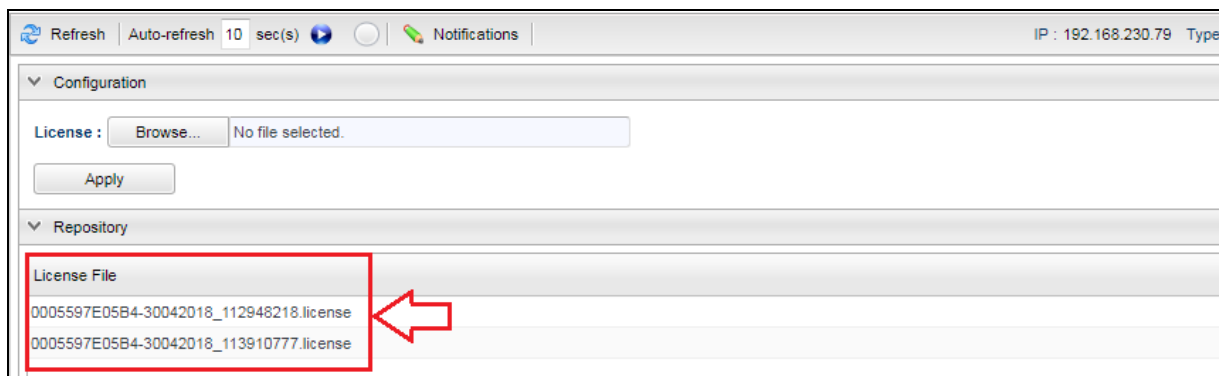 Refresh Auto-refresh 10 sec(s) Notifications IP : 192.168.230.79 Type
Configuration
License : Browse... No file selected.
Apply
Repository
License File
0005597E05B4-30042018_112948218.license
0005597E05B4-30042018_113910777.license